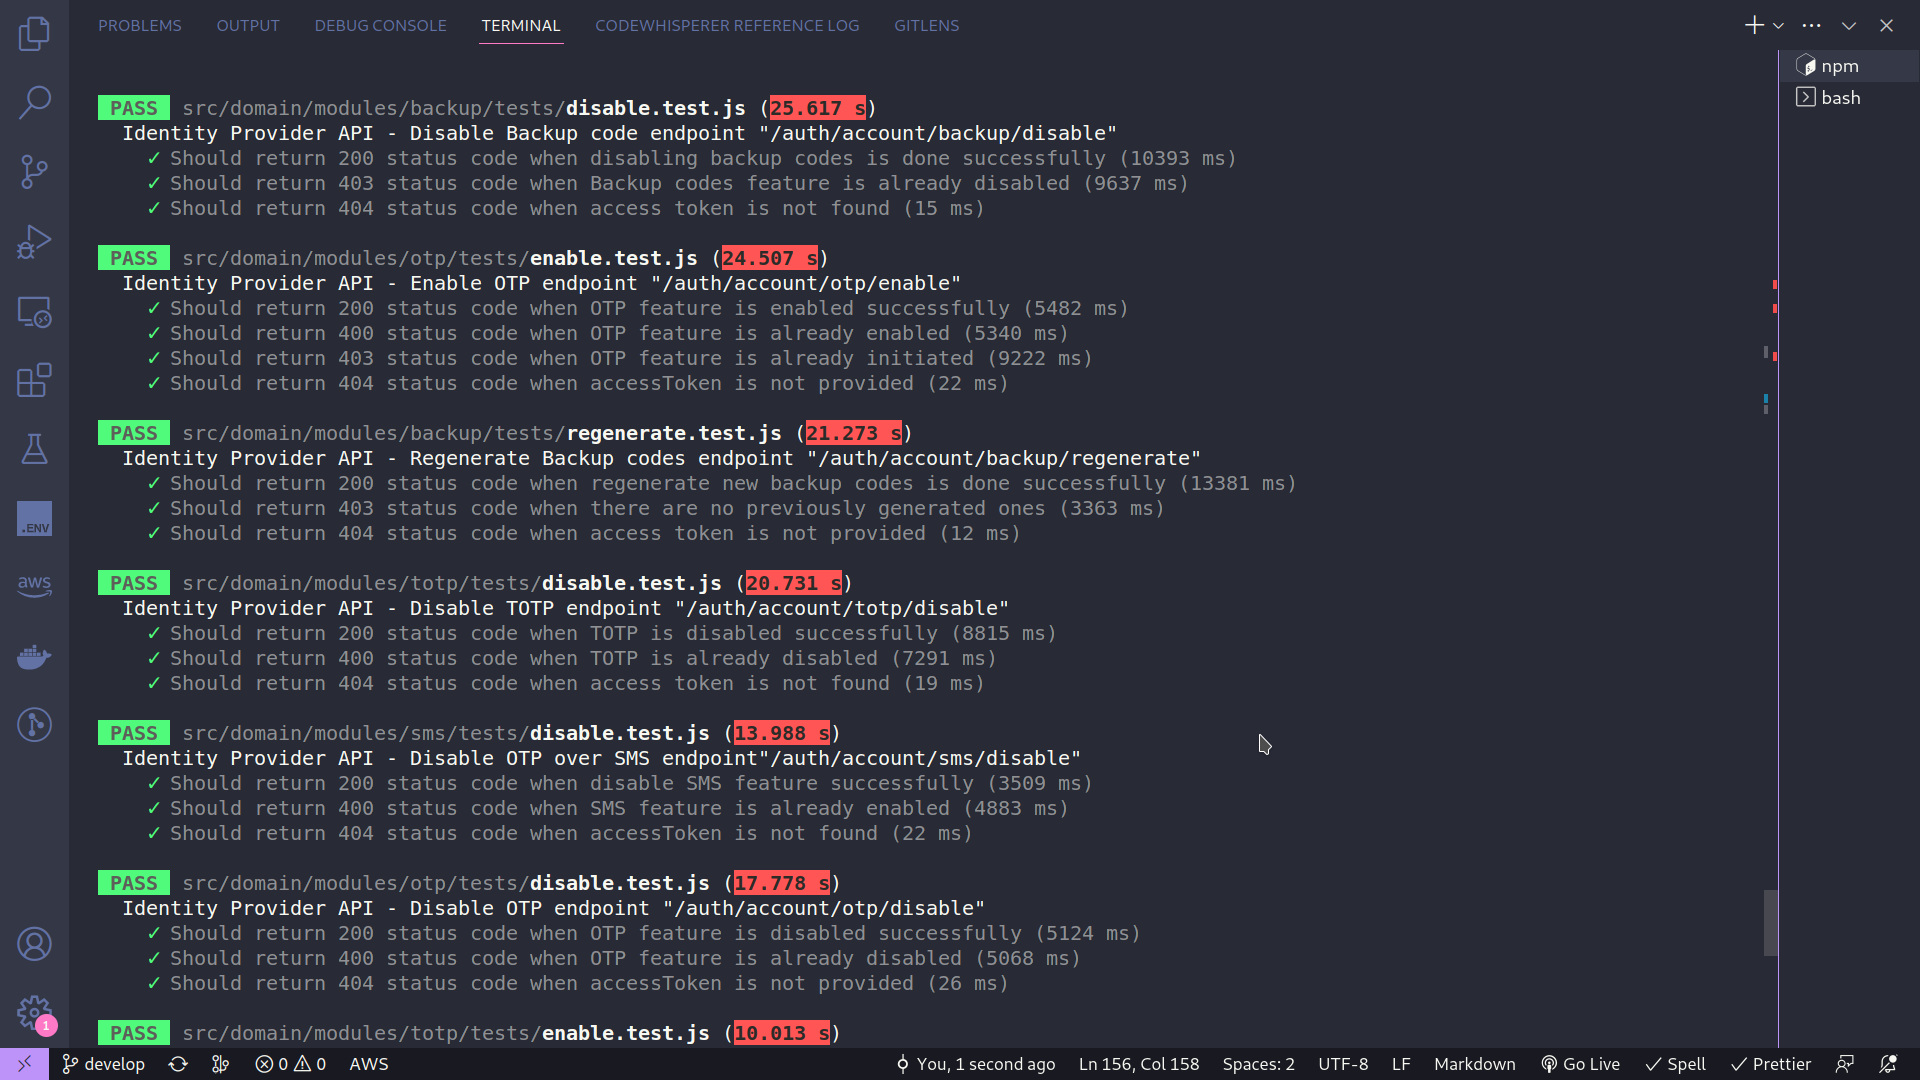 PROBLEMS OUTPUT DEBUG CONSOLE TERMINAL CODEWHISPERER REFERENCE LOG GITLENS
npm
bash
PASS src/domain/modules/backup/tests/disable.test.js (25.617 s)
Identity Provider API - Disable Backup code endpoint "/auth/account/backup/disable"
✓ Should return 200 status code when disabling backup codes is done successfully (10393 ms)
✓ Should return 403 status code when Backup codes feature is already disabled (9637 ms)
✓ Should return 404 status code when access token is not found (15 ms)
PASS src/domain/modules/otp/tests/enable.test.js (24.507 s)
Identity Provider API - Enable OTP endpoint "/auth/account/otp/enable"
✓ Should return 200 status code when OTP feature is enabled successfully (5482 ms)
✓ Should return 400 status code when OTP feature is already enabled (5340 ms)
✓ Should return 403 status code when OTP feature is already initiated (9222 ms)
✓ Should return 404 status code when accessToken is not provided (22 ms)
PASS src/domain/modules/backup/tests/regenerate.test.js (21.273 s)
Identity Provider API - Regenerate Backup codes endpoint "/auth/account/backup/regenerate"
✓ Should return 200 status code when regenerate new backup codes is done successfully (13381 ms)
✓ Should return 403 status code when there are no previously generated ones (3363 ms)
✓ Should return 404 status code when access token is not provided (12 ms)
PASS src/domain/modules/totp/tests/disable.test.js (20.731 s)
Identity Provider API - Disable TOTP endpoint "/auth/account/totp/disable"
✓ Should return 200 status code when TOTP is disabled successfully (8815 ms)
✓ Should return 400 status code when TOTP is already disabled (7291 ms)
✓ Should return 404 status code when access token is not found (19 ms)
PASS src/domain/modules/sms/tests/disable.test.js (13.988 s)
Identity Provider API - Disable OTP over SMS endpoint"/auth/account/sms/disable"
✓ Should return 200 status code when disable SMS feature successfully (3509 ms)
✓ Should return 400 status code when SMS feature is already enabled (4883 ms)
✓ Should return 404 status code when accessToken is not found (22 ms)
PASS src/domain/modules/otp/tests/disable.test.js (17.778 s)
Identity Provider API - Disable OTP endpoint "/auth/account/otp/disable"
✓ Should return 200 status code when OTP feature is disabled successfully (5124 ms)
✓ Should return 400 status code when OTP feature is already disabled (5068 ms)
✓ Should return 404 status code when accessToken is not provided (26 ms)
PASS src/domain/modules/totp/tests/enable.test.js (10.013 s)
.ENV
aws
1
develop 0 0 AWS You, 1 second ago Ln 156, Col 158 Spaces: 2 UTF-8 LF Markdown Go Live Spell Prettier